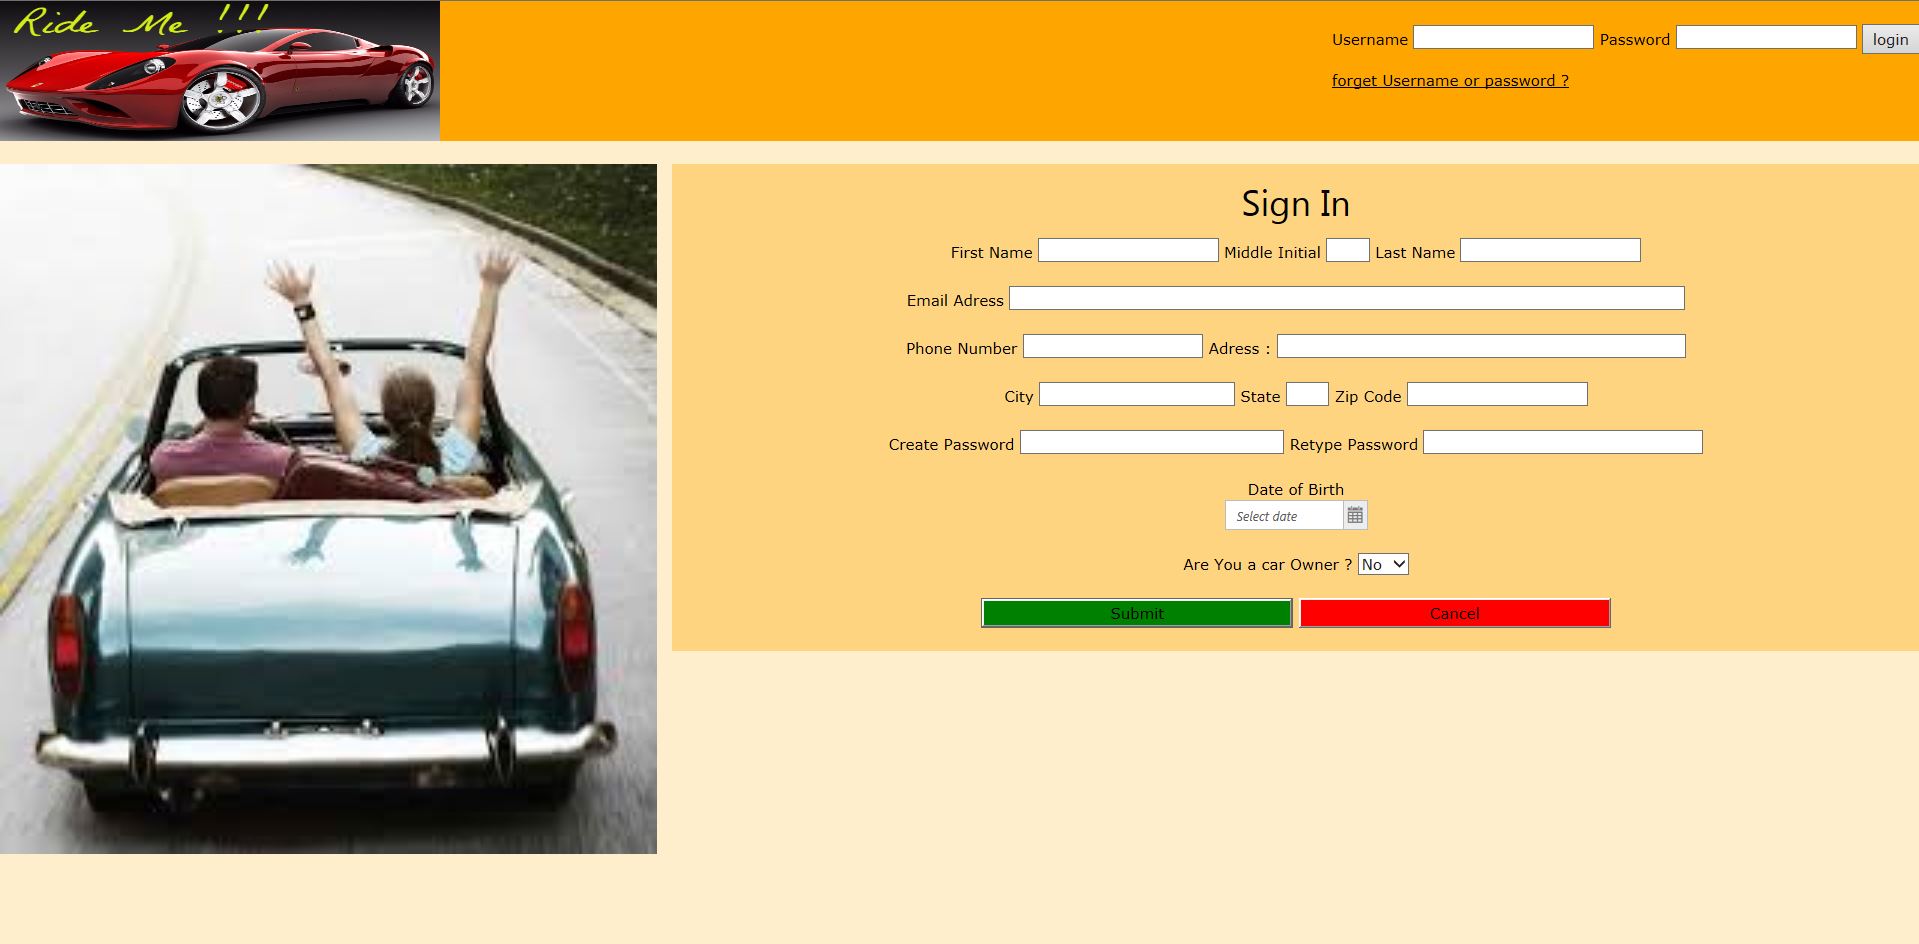 Ride Me !!!
Username Password login
forget Username or password ?
Sign In
First Name Middle Initial Last Name
Email Adress
Phone Number Adress :
City State Zip Code
Create Password Retype Password
Date of Birth
Select date
Are You a car Owner ? No
Submit Cancel